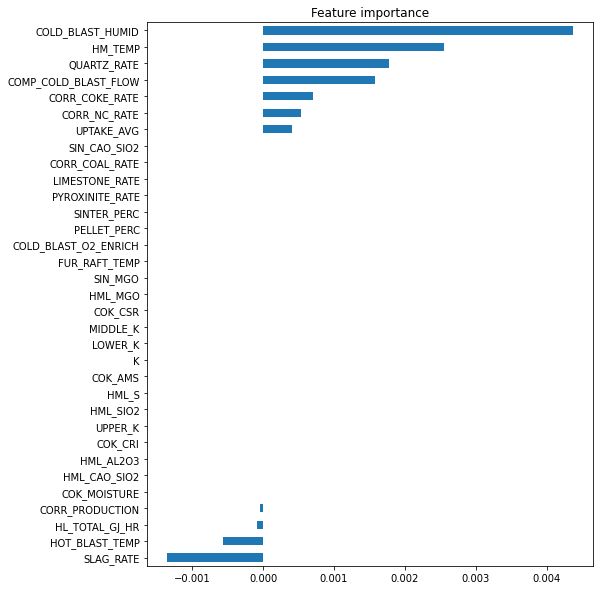 Feature importance
COLD_BLAST_HUMID
HM_TEMP
QUARTZ_RATE
COMP_COLD_BLAST_FLOW
CORR_COKE_RATE
CORR_NC_RATE
UPTAKE_AVG
SIN_CAO_SIO2
CORR_COAL_RATE
LIMESTONE_RATE
PYROXINITE_RATE
SINTER_PERC
PELLET_PERC
COLD_BLAST_O2_ENRICH
FUR_RAFT_TEMP
SIN_MGO
HML_MGO
COK_CSR
MIDDLE_K
LOWER_K
K
COK_AMS
HML_S
HML_SIO2
UPPER_K
COK_CRI
HML_AL2O3
HML_CAO_SIO2
COK_MOISTURE
CORR_PRODUCTION
HL_TOTAL_GJ_HR
HOT_BLAST_TEMP
SLAG_RATE
−0.001 0.000 0.001 0.002 0.003 0.004